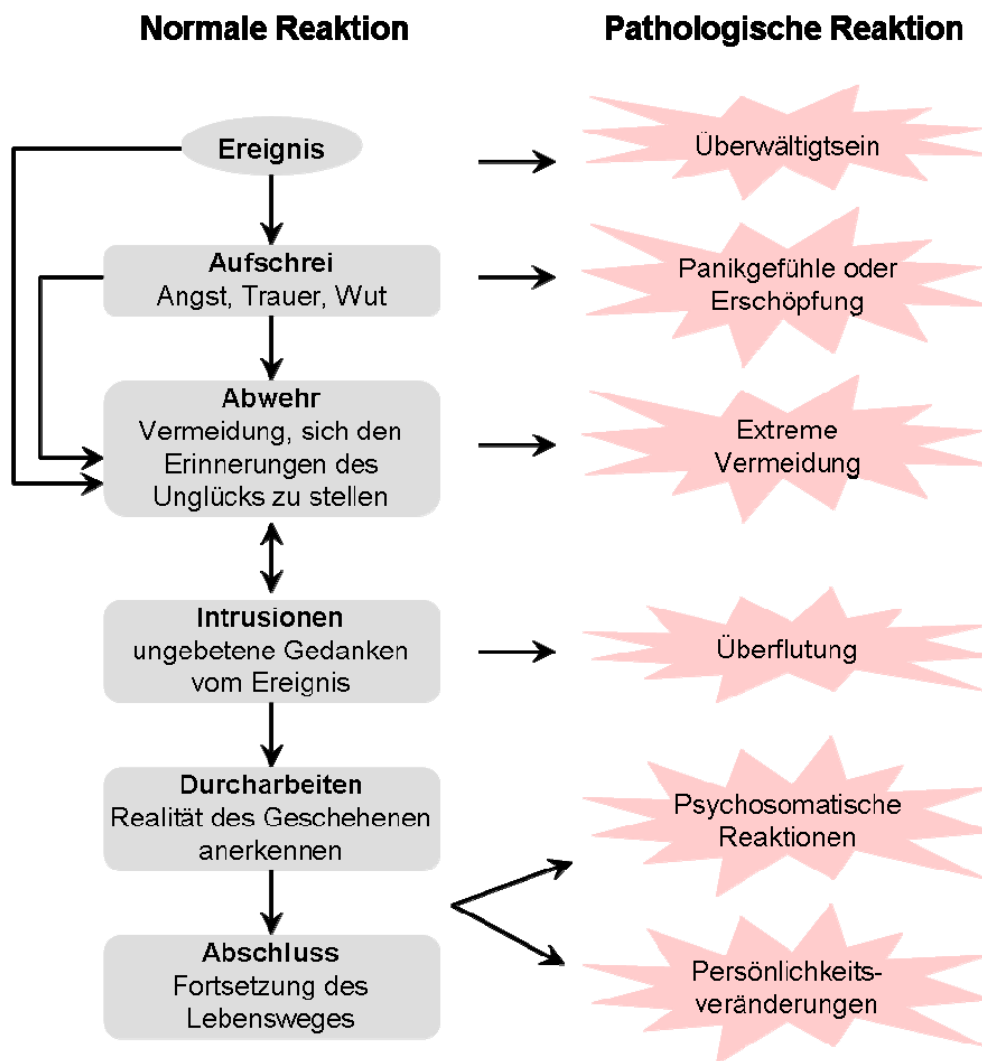 Normale Reaktion
Pathologische Reaktion
Ereignis
Überwältigtsein
Aufschrei
Angst, Trauer, Wut
Panikgefühle oder
Erschöpfung
Abwehr
Vermeidung, sich den
Erinnerungen des
Unglücks zu stellen
Extreme
Vermeidung
Intrusionen
ungebetene Gedanken
vom Ereignis
Überflutung
Durcharbeiten
Realität des Geschehenen
anerkennen
Psychosomatische
Reaktionen
Abschluss
Fortsetzung des
Lebensweges
Persönlichkeits-
veränderungen